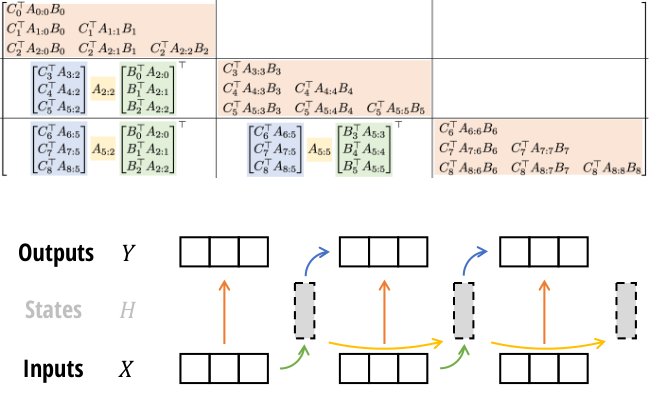 C_0^⊤ A_{0:0} B_0
C_1^⊤ A_{1:0} B_0 C_1^⊤ A_{1:1} B_1
C_2^⊤ A_{2:0} B_0 C_2^⊤ A_{2:1} B_1 C_2^⊤ A_{2:2} B_2
[C_3^⊤ A_{3:2} C_4^⊤ A_{4:2} C_5^⊤ A_{5:2}] A_{2:2} [B_0^⊤ A_{2:0} B_1^⊤ A_{2:1} B_2^⊤ A_{2:2}]^⊤
C_3^⊤ A_{3:3} B_3
C_4^⊤ A_{4:3} B_3 C_4^⊤ A_{4:4} B_4
C_5^⊤ A_{5:3} B_3 C_5^⊤ A_{5:4} B_4 C_5^⊤ A_{5:5} B_5
[C_6^⊤ A_{6:5} C_7^⊤ A_{7:5} C_8^⊤ A_{8:5}] A_{5:2} [B_0^⊤ A_{2:0} B_1^⊤ A_{2:1} B_2^⊤ A_{2:2}]^⊤
[C_6^⊤ A_{6:5} C_7^⊤ A_{7:5} C_8^⊤ A_{8:5}] A_{5:5} [B_3^⊤ A_{5:3} B_4^⊤ A_{5:4} B_5^⊤ A_{5:5}]^⊤
C_6^⊤ A_{6:6} B_6
C_7^⊤ A_{7:6} B_6 C_7^⊤ A_{7:7} B_7
C_8^⊤ A_{8:6} B_6 C_8^⊤ A_{8:7} B_7 C_8^⊤ A_{8:8} B_8
Outputs Y
States H
Inputs X